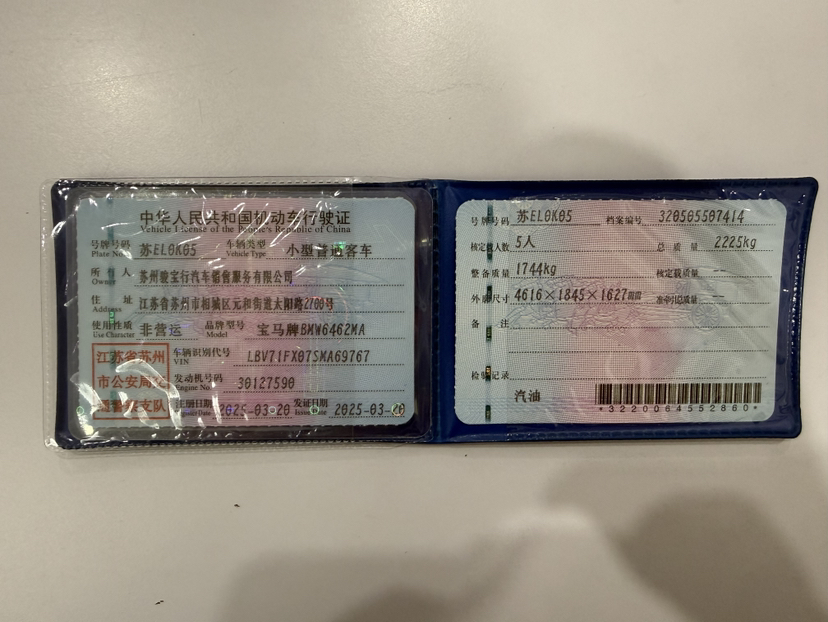 中华人民共和国机动车行驶证
Vehicle License of the People's Republic of China
号牌号码 Plate No. 苏EL0K05 车辆类型 Vehicle Type 小型普通客车
所有人 Owner 苏州骏宝行汽车销售服务有限公司
住址 Address 江苏省苏州市相城区元和街道太阳路2700号
使用性质 Use Character 非营运 品牌型号 Model 宝马牌BMW6462MA
江苏省苏州
市公安局交
通警察支队
车辆识别代号 VIN LBV71FX07SMA69767
发动机号码 Engine No. 30127590
注册日期 Register Date 2025-03-20 发证日期 Issue Date 2025-03-20
号牌号码 苏EL0K05 档案编号 320505507414
核定载人数 5人 总质量 2225kg
整备质量 1744kg 核定载质量 --
外廓尺寸 4616×1845×1627 准牵引总质量 --
备注
检验记录
汽油
*3220064552860*